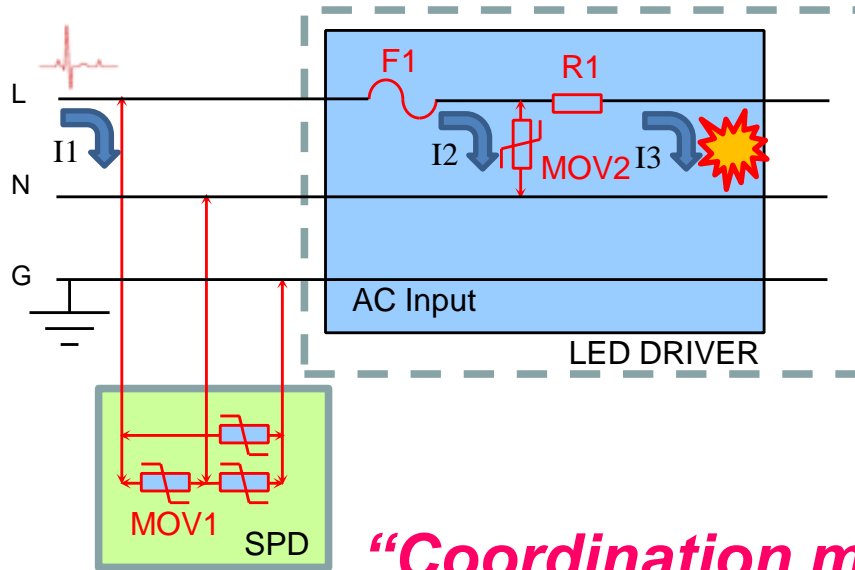 F1
R1
L
I1
I2
MOV2
I3
N
G
AC Input
LED DRIVER
MOV1
SPD
“Coordination m